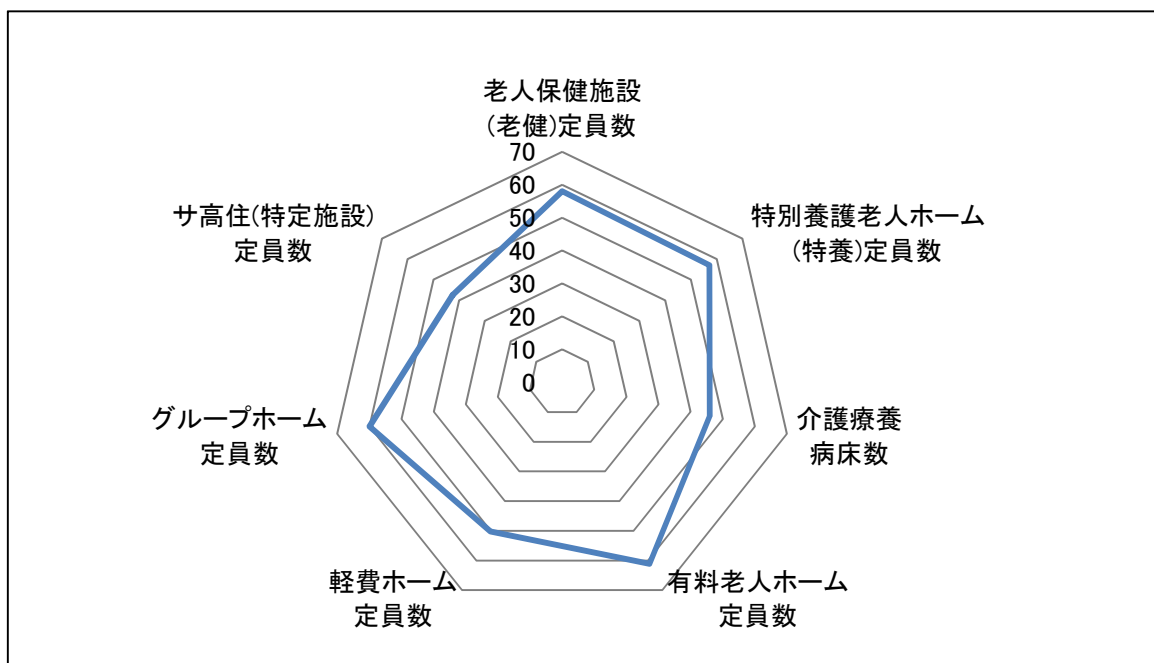 老人保健施設
(老健)定員数
70
60
50
40
30
20
10
0
特別養護老人ホーム
(特養)定員数
介護療養
病床数
有料老人ホーム
定員数
軽費ホーム
定員数
グループホーム
定員数
サ高住(特定施設)
定員数